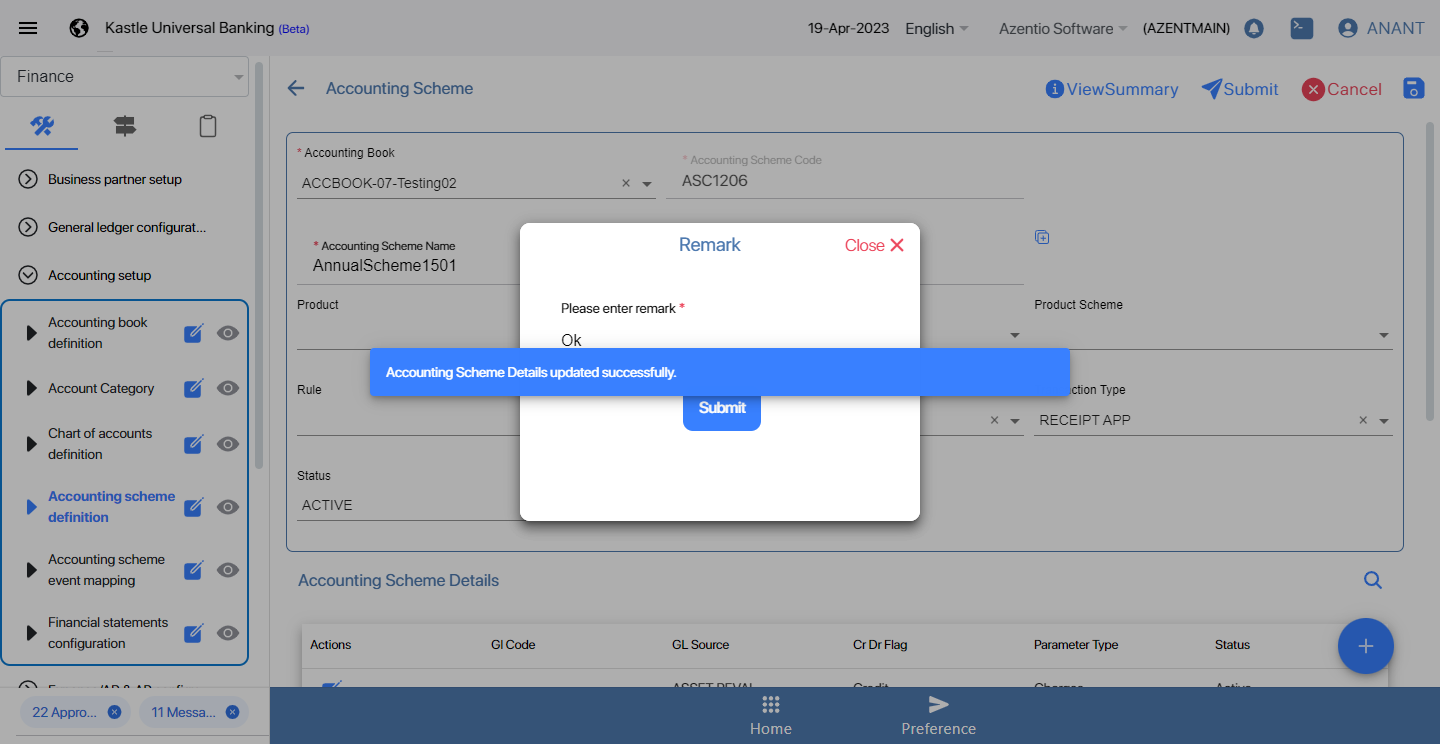 Kastle Universal Banking (Beta)
19-Apr-2023
English
Azentio Software
(AZENTMAIN)
ANANT
Finance
Business partner setup
General ledger configurat...
Accounting setup
Accounting book
definition
Account Category
Chart of accounts
definition
Accounting scheme
definition
Accounting scheme
event mapping
Financial statements
configuration
22 Appro...
11 Messa...
Accounting Scheme
ViewSummary
Submit
Cancel
* Accounting Book
ACCBOOK-07-Testing02
* Accounting Scheme Code
ASC1206
* Accounting Scheme Name
AnnualScheme1501
Product
Product Scheme
Rule
ction Type
RECEIPT APP
Status
ACTIVE
Remark
Close
Please enter remark *
Ok
Accounting Scheme Details updated successfully.
Submit
Accounting Scheme Details
Actions
Gl Code
GL Source
Cr Dr Flag
Parameter Type
Status
ASSET REVAL
Credit
Charges
Active
Home
Preference